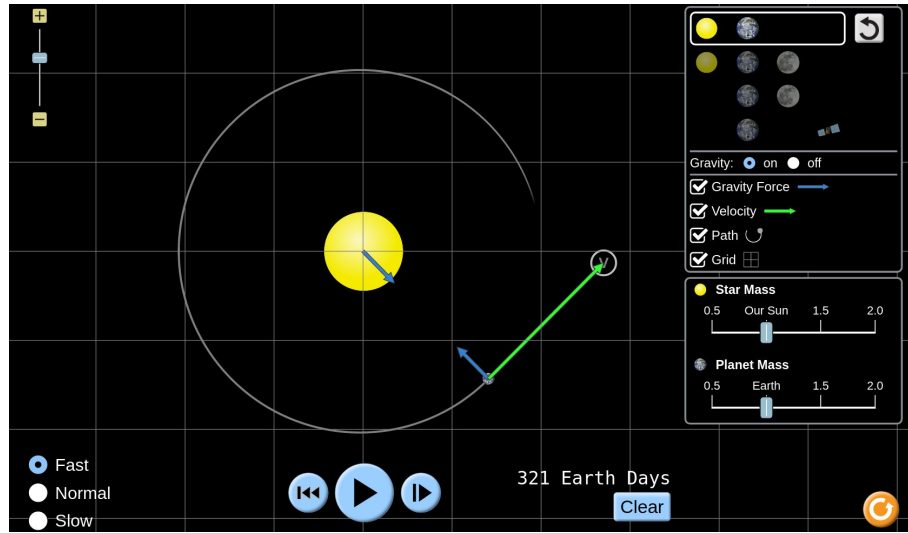 +
−
Gravity: on off
Gravity Force
Velocity
Path
Grid
V
Star Mass
0.5 Our Sun 1.5 2.0
Planet Mass
0.5 Earth 1.5 2.0
Fast
Normal
Slow
321 Earth Days
Clear